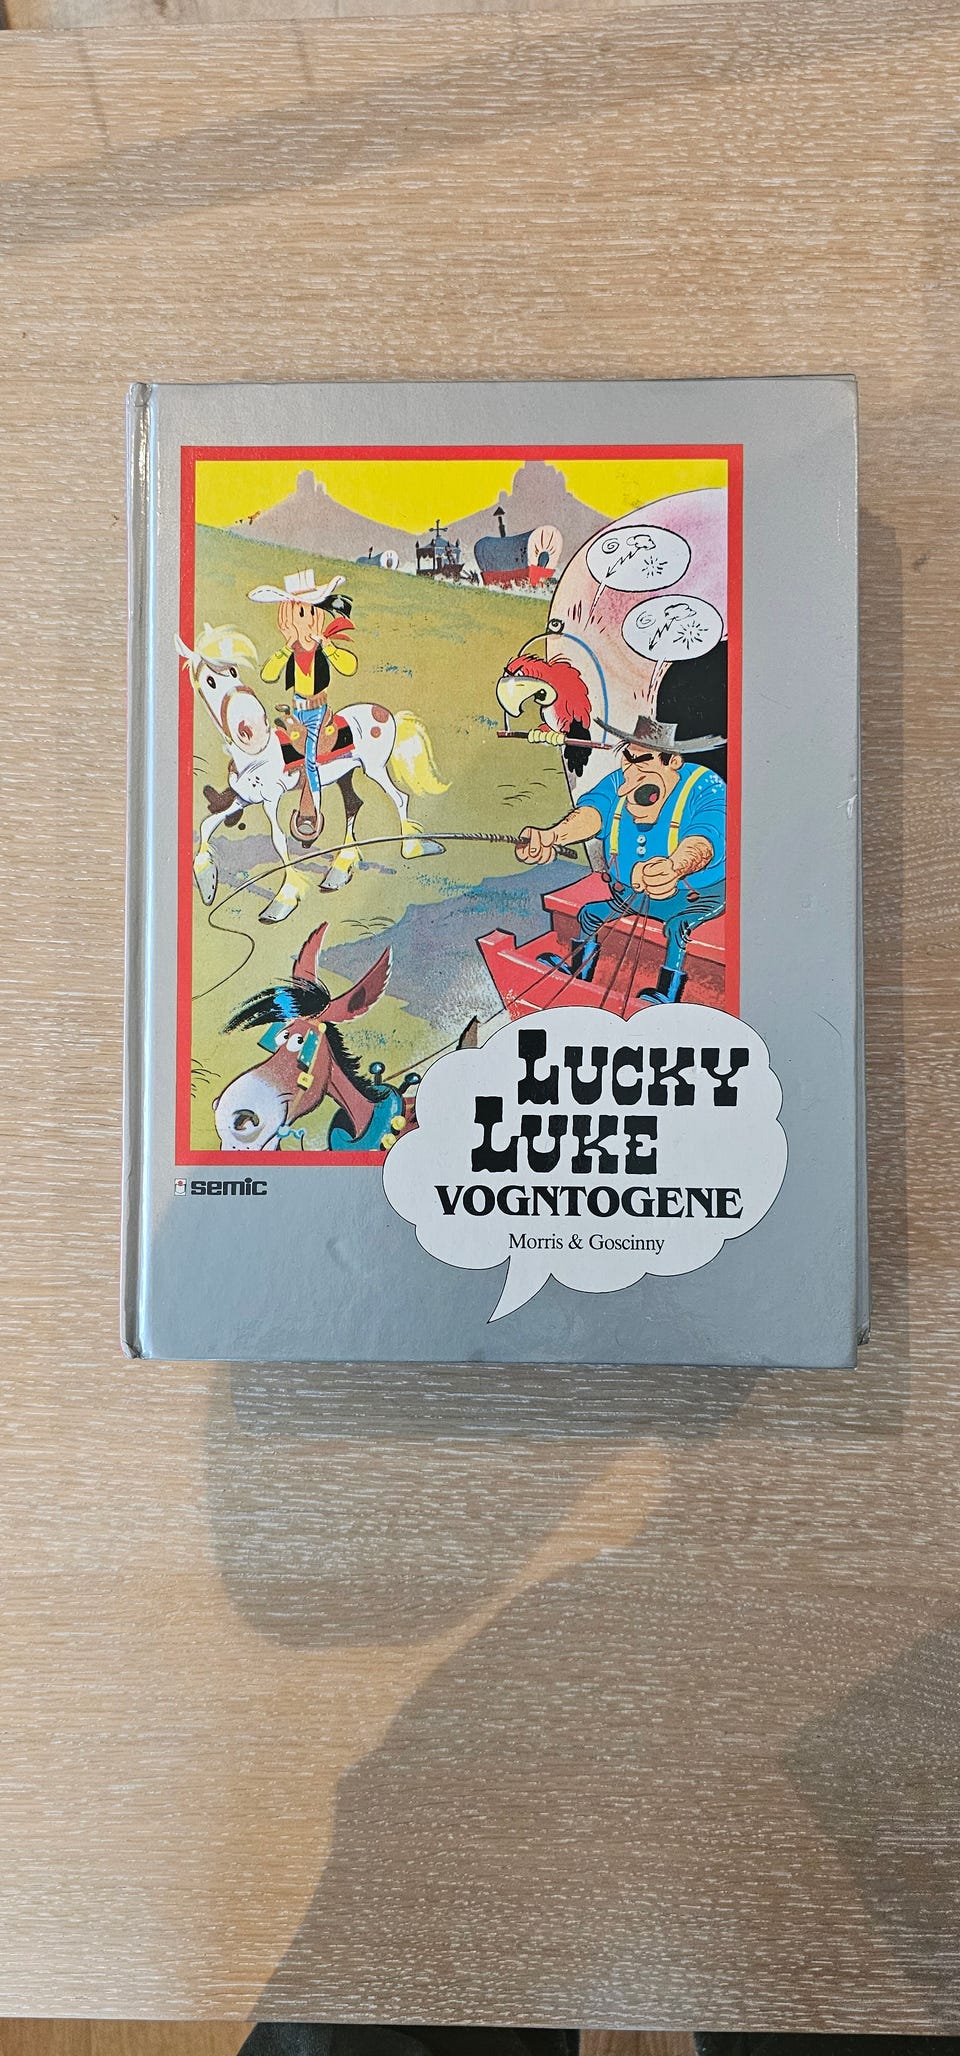 semic
LUCKY
LUKE
VOGNTOGENE
Morris & Goscinny